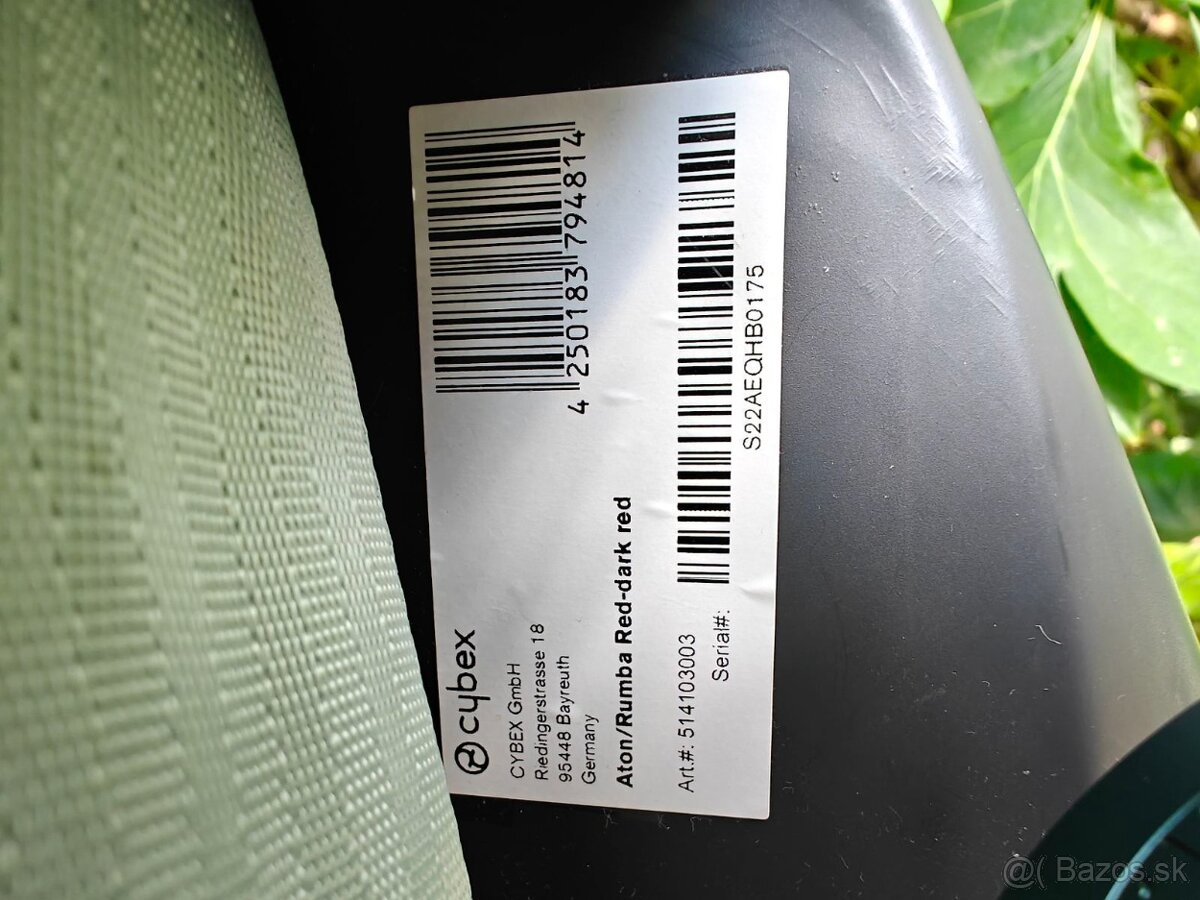 cybex
CYBEX GmbH
Riedingerstrasse 18
95448 Bayreuth
Germany
4 250183 794814
Aton/Rumba Red-dark red
Art.#: 514103003
Serial#:
S22AEQHB0175
@( Bazos.sk